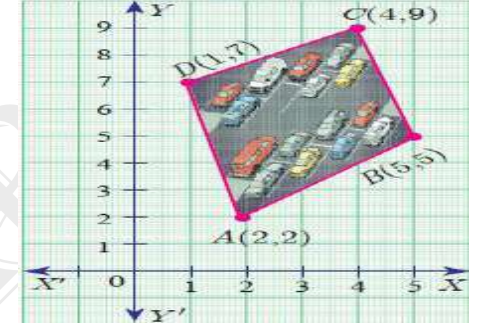 Y
C(4,9)
9
D(1,7)
8
7
6
5
B(5,5)
4
3
2
A(2,2)
1
X' 0 1 2 3 4 5 X
Y'